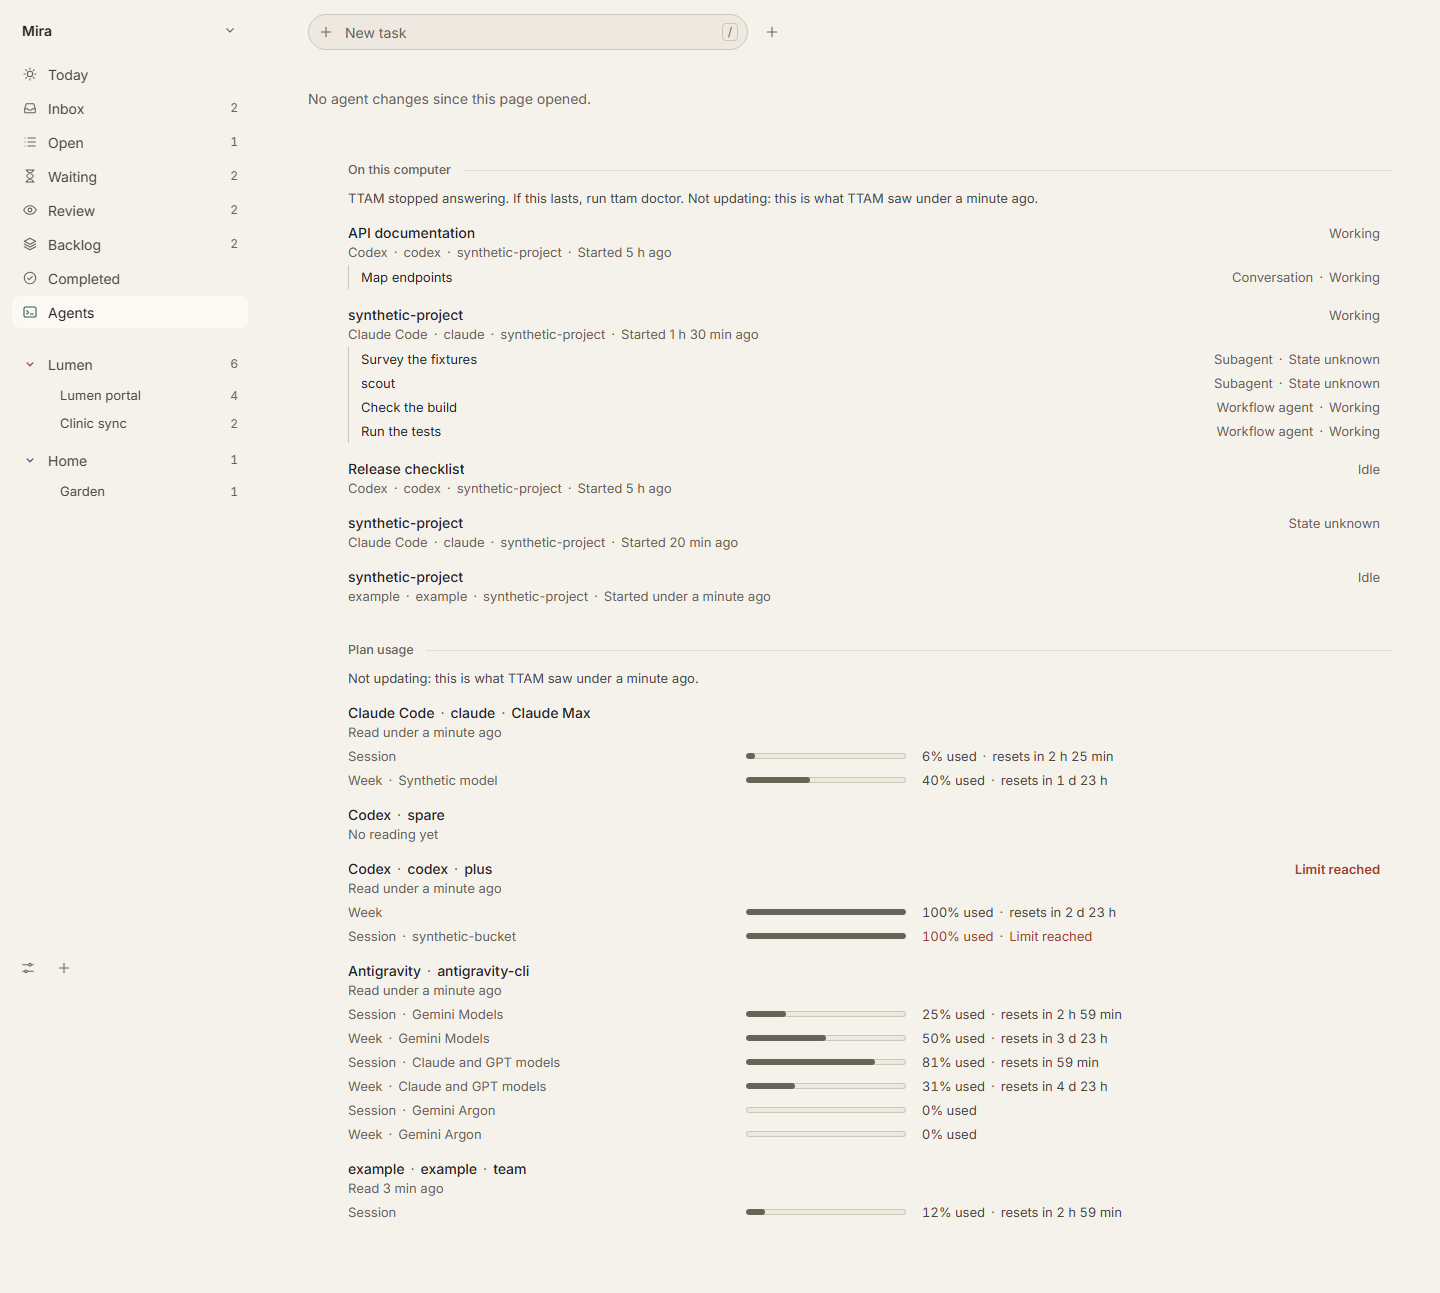 Mira
Today
Inbox 2
Open 1
Waiting 2
Review 2
Backlog 2
Completed
Agents
Lumen 6
Lumen portal 4
Clinic sync 2
Home 1
Garden 1
New task /
No agent changes since this page opened.
On this computer
TTAM stopped answering. If this lasts, run ttam doctor. Not updating: this is what TTAM saw under a minute ago.
API documentation Working
Codex · codex · synthetic-project · Started 5 h ago
Map endpoints Conversation · Working
synthetic-project Working
Claude Code · claude · synthetic-project · Started 1 h 30 min ago
Survey the fixtures Subagent · State unknown
scout Subagent · State unknown
Check the build Workflow agent · Working
Run the tests Workflow agent · Working
Release checklist Idle
Codex · codex · synthetic-project · Started 5 h ago
synthetic-project State unknown
Claude Code · claude · synthetic-project · Started 20 min ago
synthetic-project Idle
example · example · synthetic-project · Started under a minute ago
Plan usage
Not updating: this is what TTAM saw under a minute ago.
Claude Code · claude · Claude Max
Read under a minute ago
Session 6% used · resets in 2 h 25 min
Week · Synthetic model 40% used · resets in 1 d 23 h
Codex · spare
No reading yet
Codex · codex · plus Limit reached
Read under a minute ago
Week 100% used · resets in 2 d 23 h
Session · synthetic-bucket 100% used · Limit reached
Antigravity · antigravity-cli
Read under a minute ago
Session · Gemini Models 25% used · resets in 2 h 59 min
Week · Gemini Models 50% used · resets in 3 d 23 h
Session · Claude and GPT models 81% used · resets in 59 min
Week · Claude and GPT models 31% used · resets in 4 d 23 h
Session · Gemini Argon 0% used
Week · Gemini Argon 0% used
example · example · team
Read 3 min ago
Session 12% used · resets in 2 h 59 min